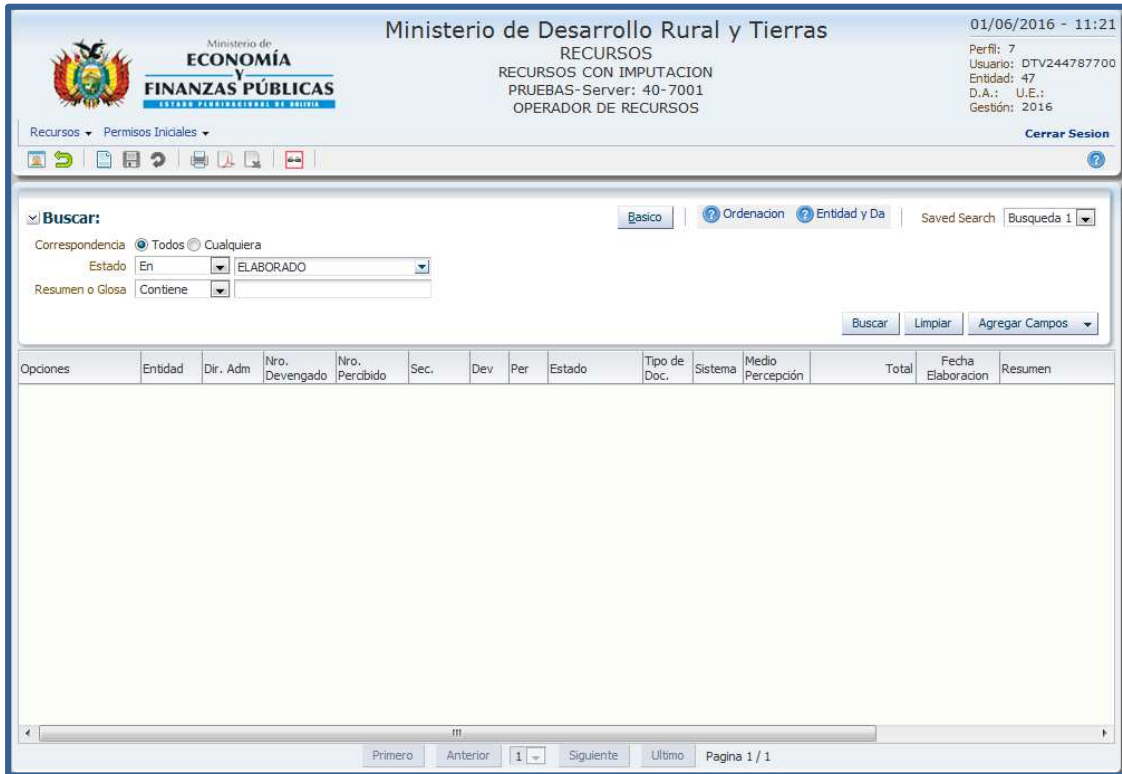 Ministerio de Desarrollo Rural y Tierras
01/06/2016 - 11:21
Ministerio de
ECONOMÍA
Y
FINANZAS PÚBLICAS
ESTADO PLURINACIONAL DE BOLIVIA
RECURSOS
RECURSOS CON IMPUTACION
PRUEBAS-Server: 40-7001
OPERADOR DE RECURSOS
Perfil: 7
Usuario: DTV244787700
Entidad: 47
D.A.: U.E.:
Gestión: 2016
Recursos Permisos Iniciales Cerrar Sesion
Buscar: Basico Ordenacion Entidad y Da Saved Search Busqueda 1
Correspondencia Todos Cualquiera
Estado En ELABORADO
Resumen o Glosa Contiene
Buscar Limpiar Agregar Campos
Opciones Entidad Dir. Adm Nro. Devengado Nro. Percibido Sec. Dev Per Estado Tipo de Doc. Sistema Medio Percepción Total Fecha Elaboracion Resumen
Primero Anterior 1 Siguiente Ultimo Pagina 1 / 1